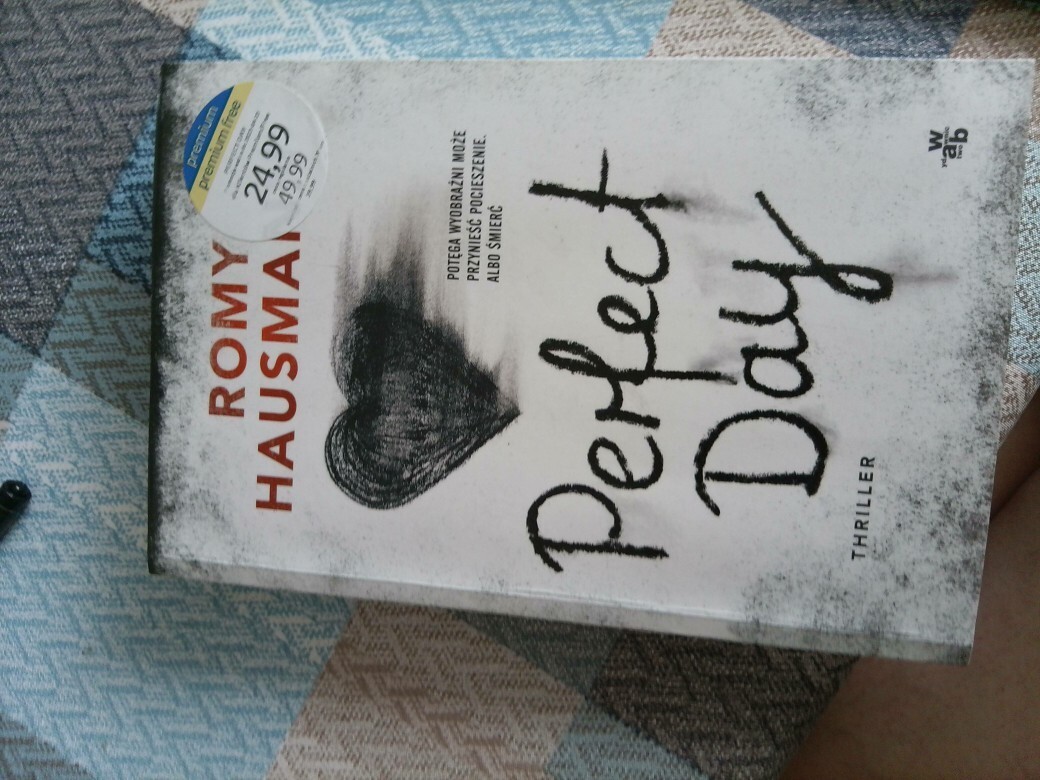 premium
premium free
24,99
49,99
ROMY
HAUSMA
POTĘGA WYOBRAŹNI MOŻE
PRZYNIEŚĆ POCIESZENIE.
ALBO ŚMIERĆ
Perfect
Day
THRILLER
w
ab